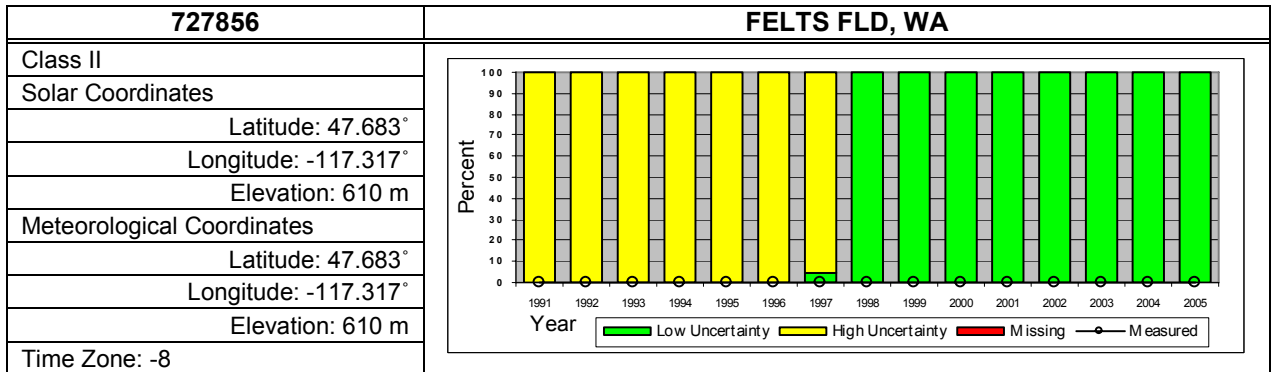 727856
FELTS FLD, WA
Class II
Solar Coordinates
Latitude: 47.683˚
Longitude: -117.317˚
Elevation: 610 m
Meteorological Coordinates
Latitude: 47.683˚
Longitude: -117.317˚
Elevation: 610 m
Time Zone: -8
Percent
100
90
80
70
60
50
40
30
20
10
0
1991 1992 1993 1994 1995 1996 1997 1998 1999 2000 2001 2002 2003 2004 2005
Year
Low Uncertainty High Uncertainty Missing Measured